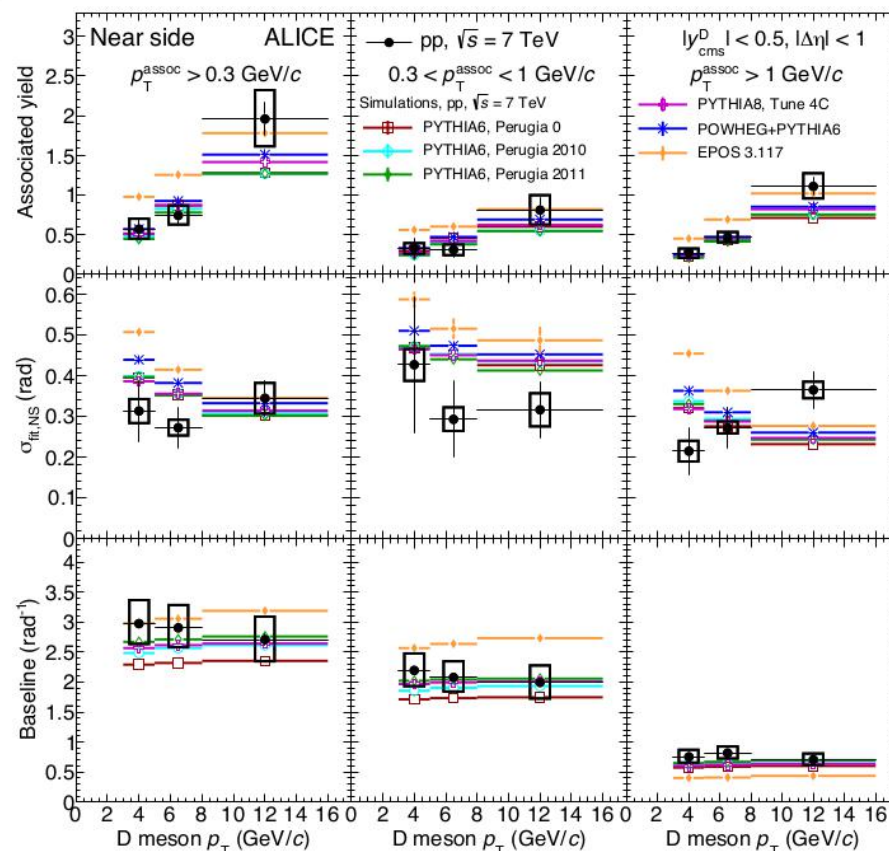 Near side ALICE
p_T^assoc > 0.3 GeV/c
pp, √s = 7 TeV
0.3 < p_T^assoc < 1 GeV/c
Simulations, pp, √s = 7 TeV
PYTHIA6, Perugia 0
PYTHIA6, Perugia 2010
PYTHIA6, Perugia 2011
|y^D_cms| < 0.5, |Δη| < 1
p_T^assoc > 1 GeV/c
PYTHIA8, Tune 4C
POWHEG+PYTHIA6
EPOS 3.117
Associated yield
3
2.5
2
1.5
1
0.5
0
σ_fit,NS (rad)
0.6
0.5
0.4
0.3
0.2
0.1
0
Baseline (rad⁻¹)
4
3.5
3
2.5
2
1.5
1
0.5
0
0 2 4 6 8 10 12 14 16
2 4 6 8 10 12 14 16
2 4 6 8 10 12 14 16
D meson p_T (GeV/c)
D meson p_T (GeV/c)
D meson p_T (GeV/c)